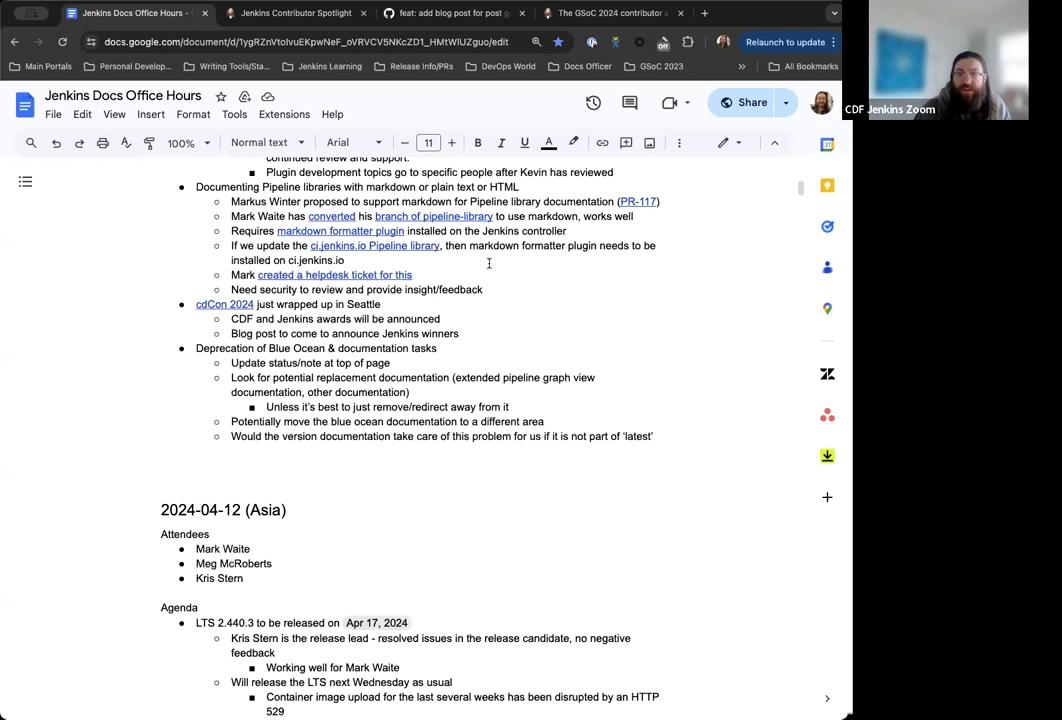 Jenkins Docs Office Hours -
Jenkins Contributor Spotlight
feat: add blog post for post g
The GSoC 2024 contributor a
docs.google.com/document/d/1ygRZnVtoIvuEKpwNeF_oVRVCV5NKcZD1_HMtWlUZguo/edit
Off
Relaunch to update
Main Portals
Personal Develop...
Writing Tools/Sta...
Jenkins Learning
Release Info/PRs
DevOps World
Docs Officer
GSoC 2023
All Bookmarks
CDF Jenkins Zoom
Jenkins Docs Office Hours
File Edit View Insert Format Tools Extensions Help
Share
100% Normal text Arial 11
continued review and support.
Plugin development topics go to specific people after Kevin has reviewed
Documenting Pipeline libraries with markdown or plain text or HTML
Markus Winter proposed to support markdown for Pipeline library documentation (PR-117)
Mark Waite has converted his branch of pipeline-library to use markdown, works well
Requires markdown formatter plugin installed on the Jenkins controller
If we update the ci.jenkins.io Pipeline library, then markdown formatter plugin needs to be
installed on ci.jenkins.io
Mark created a helpdesk ticket for this
Need security to review and provide insight/feedback
cdCon 2024 just wrapped up in Seattle
CDF and Jenkins awards will be announced
Blog post to come to announce Jenkins winners
Deprecation of Blue Ocean & documentation tasks
Update status/note at top of page
Look for potential replacement documentation (extended pipeline graph view
documentation, other documentation)
Unless it's best to just remove/redirect away from it
Potentially move the blue ocean documentation to a different area
Would the version documentation take care of this problem for us if it is not part of 'latest'
2024-04-12 (Asia)
Attendees
Mark Waite
Meg McRoberts
Kris Stern
Agenda
LTS 2.440.3 to be released on Apr 17, 2024
Kris Stern is the release lead - resolved issues in the release candidate, no negative
feedback
Working well for Mark Waite
Will release the LTS next Wednesday as usual
Container image upload for the last several weeks has been disrupted by an HTTP
529